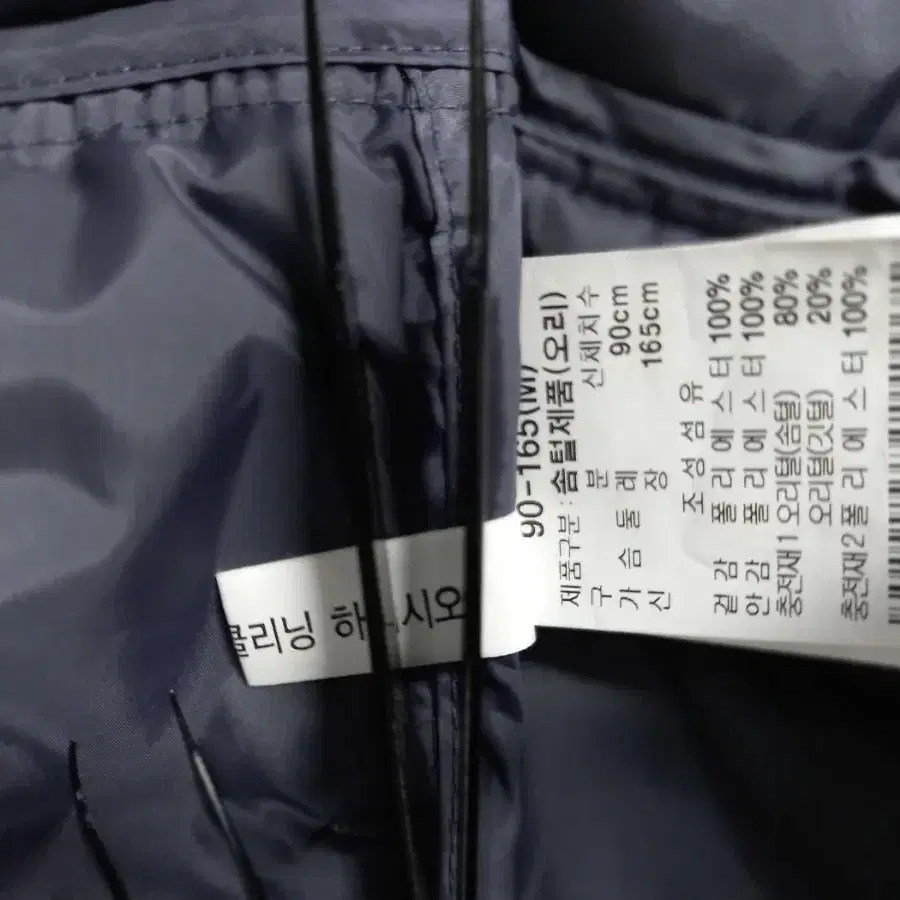 90-165(M)
제품구분 : 솜털제품(오리)
구 분 신체치수
가 슴 둘 레 90cm
신 장 165cm
조 성 섬 유
겉 감 폴 리 에 스 터 100%
안 감 폴 리 에 스 터 100%
충전재1 오리털(솜털) 80%
오리털(깃털) 20%
충전재2 폴 리 에 스 터 100%
클리닝 하 시오